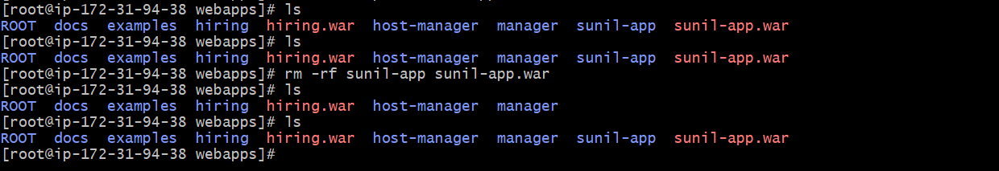 [root@ip-172-31-94-38 webapps]# ls
ROOT  docs  examples  hiring  hiring.war  host-manager  manager  sunil-app  sunil-app.war
[root@ip-172-31-94-38 webapps]# ls
ROOT  docs  examples  hiring  hiring.war  host-manager  manager  sunil-app  sunil-app.war
[root@ip-172-31-94-38 webapps]# rm -rf sunil-app sunil-app.war
[root@ip-172-31-94-38 webapps]# ls
ROOT  docs  examples  hiring  hiring.war  host-manager  manager
[root@ip-172-31-94-38 webapps]# ls
ROOT  docs  examples  hiring  hiring.war  host-manager  manager  sunil-app  sunil-app.war
[root@ip-172-31-94-38 webapps]#